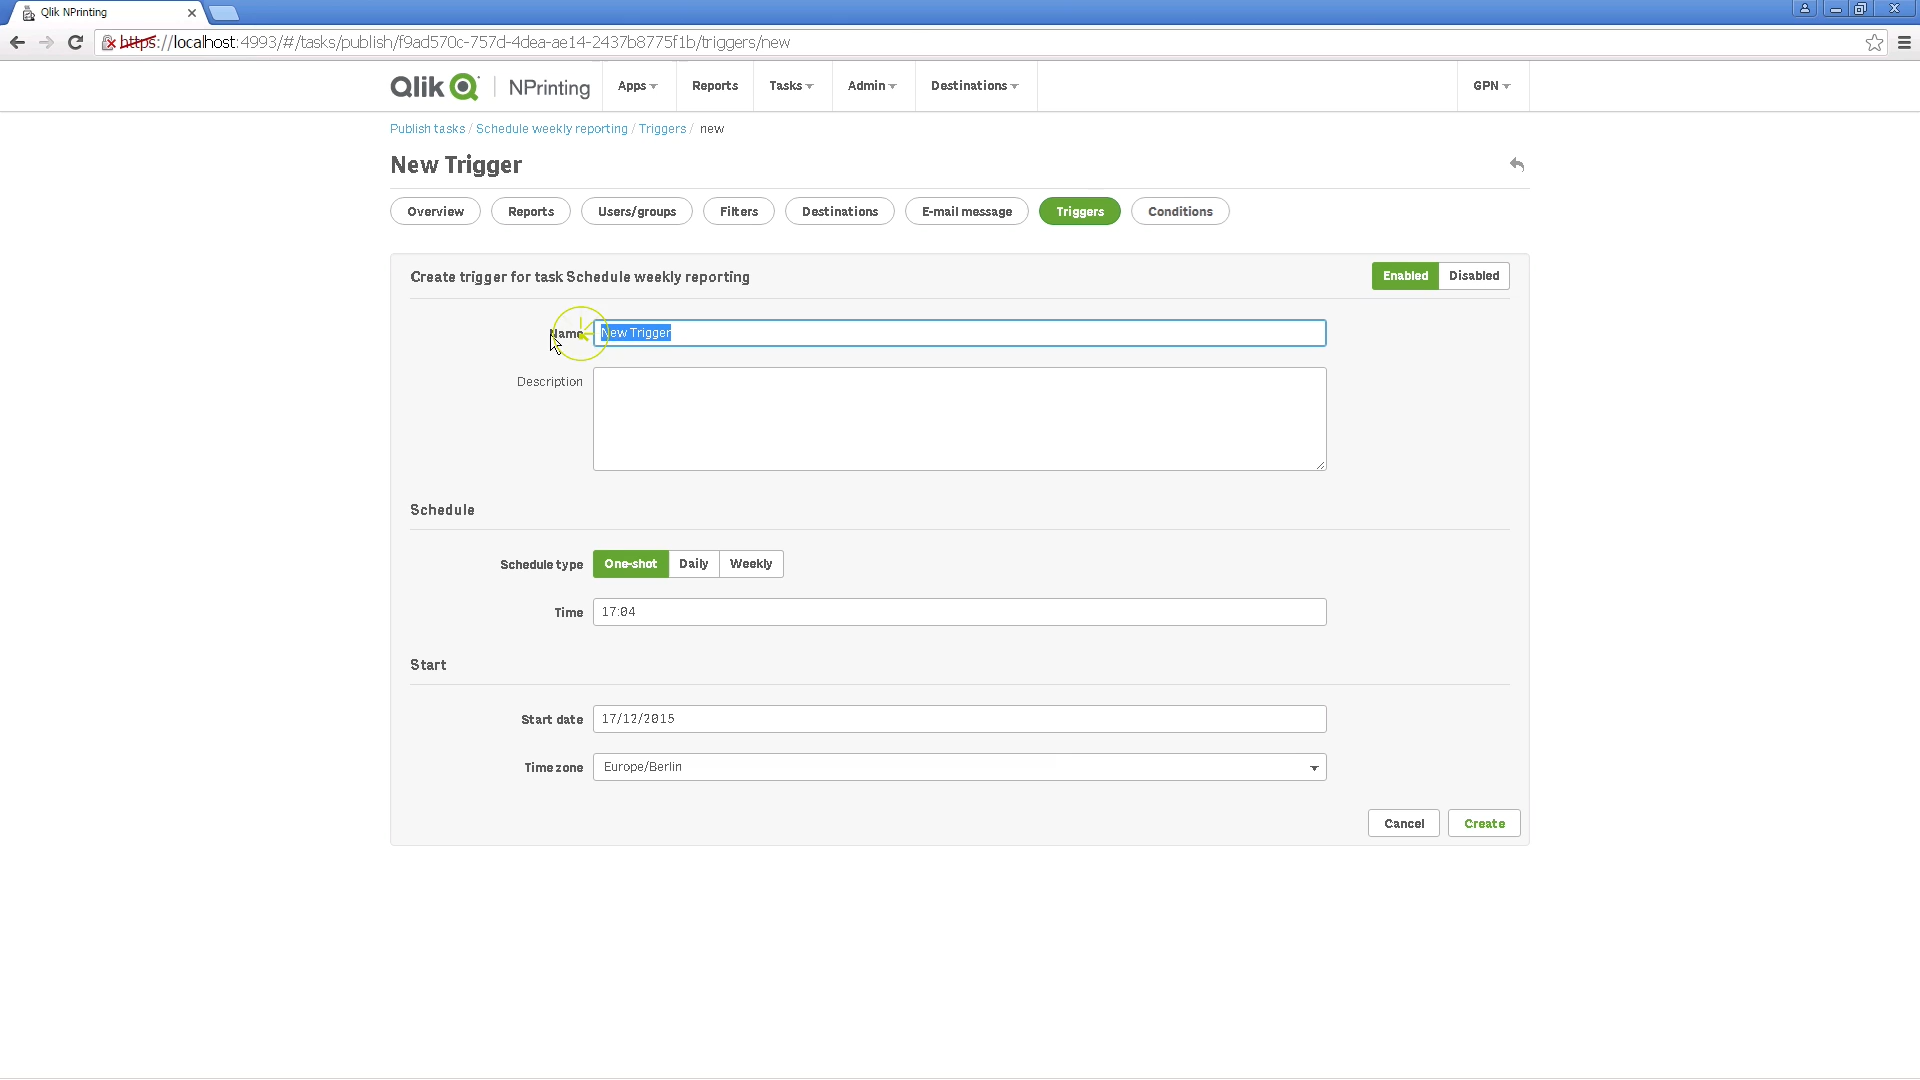 Qlik NPrinting
https://localhost:4993/#/tasks/publish/f9ad570c-757d-4dea-ae14-2437b8775f1b/triggers/new
Qlik NPrinting Apps Reports Tasks Admin Destinations GPN
Publish tasks / Schedule weekly reporting / Triggers / new
New Trigger
Overview Reports Users/groups Filters Destinations E-mail message Triggers Conditions
Create trigger for task Schedule weekly reporting Enabled Disabled
Name New Trigger
Description
Schedule
Schedule type One-shot Daily Weekly
Time 17:04
Start
Start date 17/12/2015
Time zone Europe/Berlin
Cancel Create